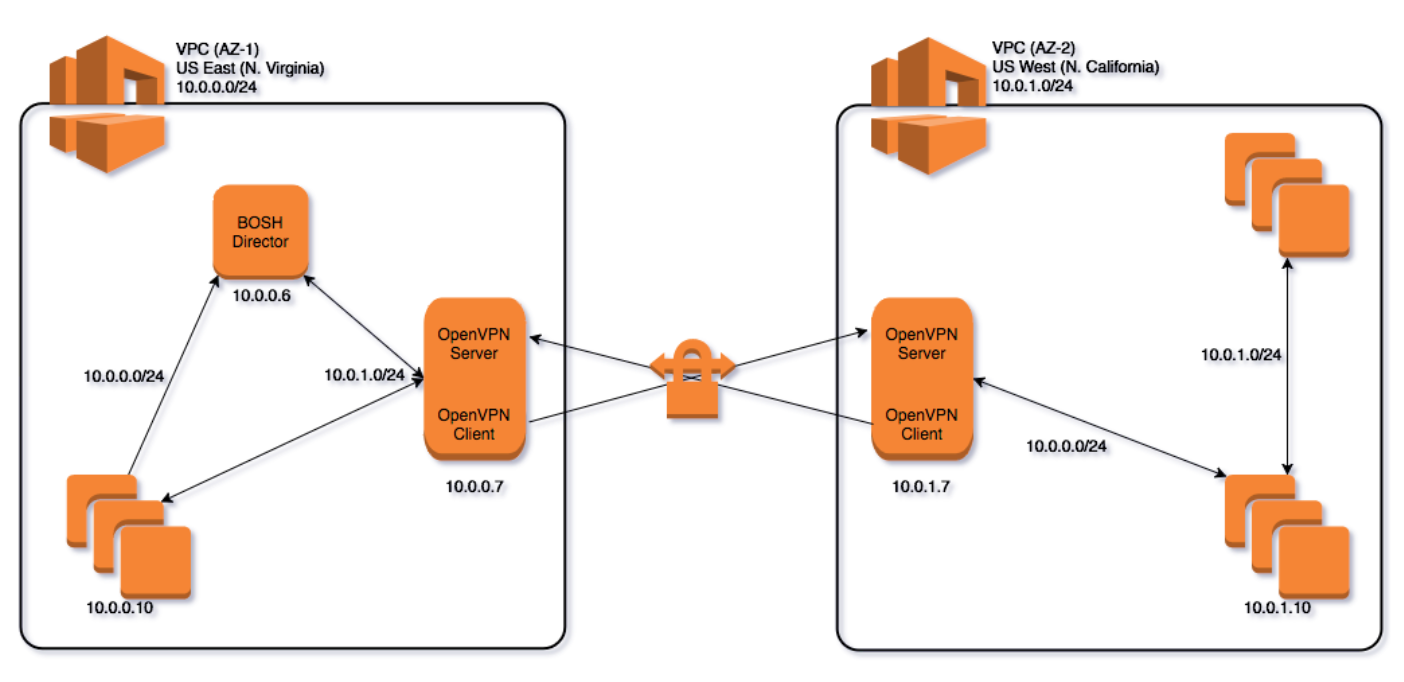 VPC (AZ-1)
US East (N. Virginia)
10.0.0.0/24
BOSH
Director
10.0.0.6
10.0.0.0/24
10.0.1.0/24
OpenVPN
Server
OpenVPN
Client
10.0.0.7
10.0.0.10
VPC (AZ-2)
US West (N. California)
10.0.1.0/24
OpenVPN
Server
OpenVPN
Client
10.0.1.7
10.0.0.0/24
10.0.1.0/24
10.0.1.10